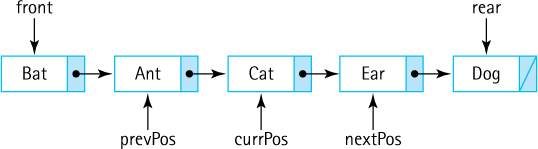 front rear
Bat Ant Cat Ear Dog
prevPos currPos nextPos